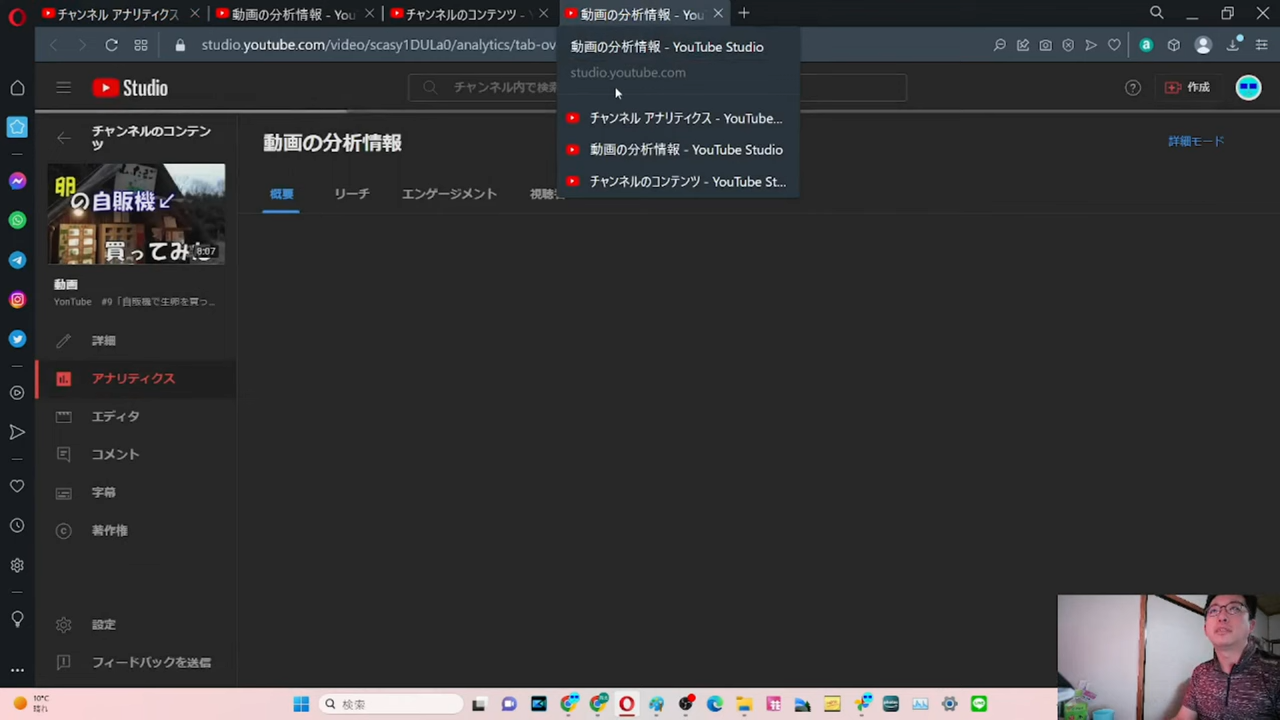 チャンネル アナリティクス
動画の分析情報 - You
チャンネルのコンテンツ -
動画の分析情報 - You
studio.youtube.com/video/scasy1DULa0/analytics/tab-ov
動画の分析情報 - YouTube Studio
studio.youtube.com
チャンネル アナリティクス - YouTube...
動画の分析情報 - YouTube Studio
チャンネルのコンテンツ - YouTube St...
Studio
チャンネル内で検索
作成
チャンネルのコンテン
ツ
動画の分析情報
詳細モード
概要
リーチ
エンゲージメント
視聴者
卵
の自販機↙
買ってみた
8:07
動画
YonTube #9「自販機で生卵を買っ...
詳細
アナリティクス
エディタ
コメント
字幕
著作権
設定
フィードバックを送信
10°C
晴れ
検索